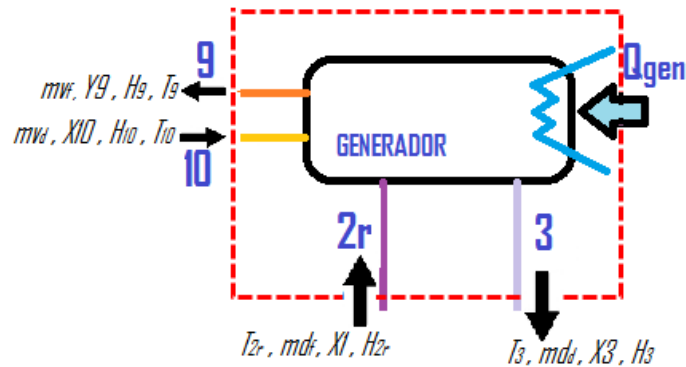 9
Qgen
mvf, Y9 , H9 , T9
mvd , X10 , H10 , T10
GENERADOR
10
2r
3
T2r , mdf , X1 , H2r
T3 , mdd , X3 , H3